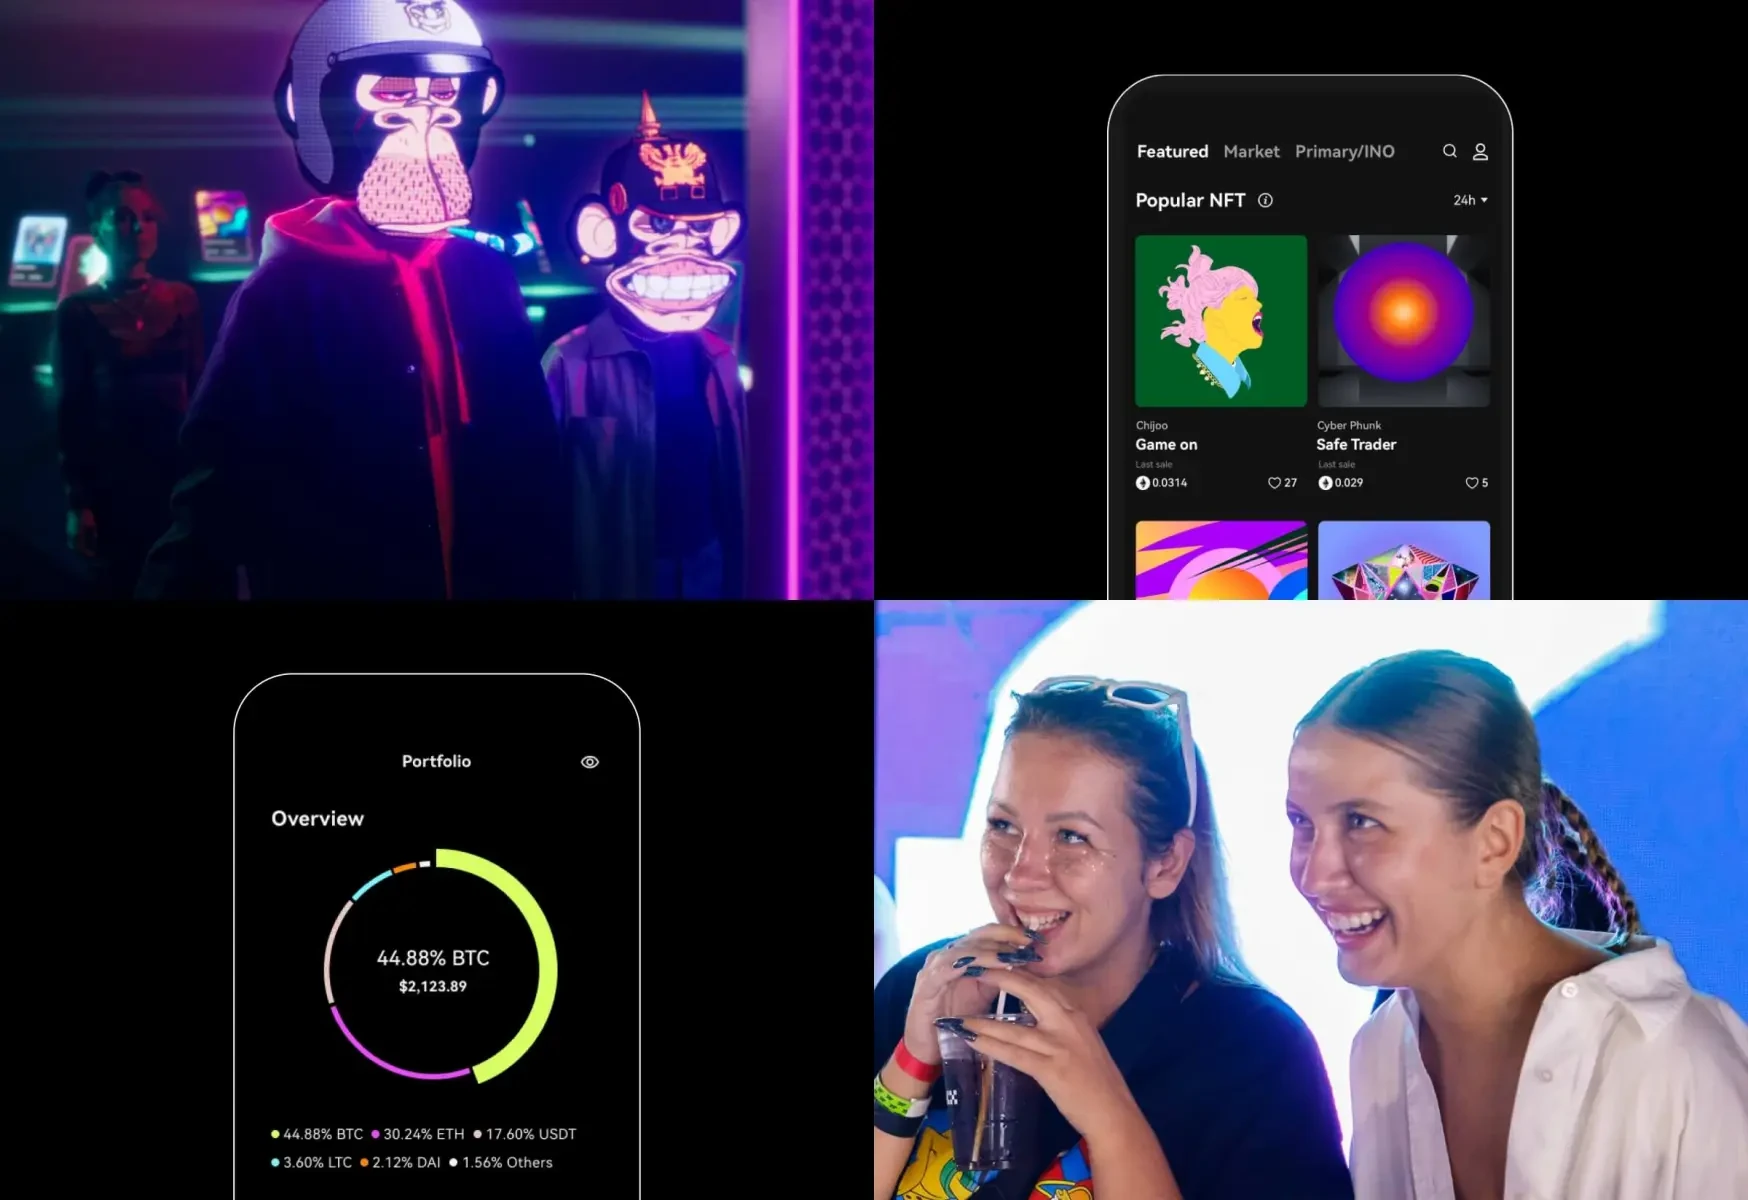 Featured Market Primary/INO
Popular NFT
24h
Chijoo
Game on
Last sale
0.0314
27
Cyber Phunk
Safe Trader
Last sale
0.029
5
Portfolio
Overview
44.88% BTC
$2,123.89
44.88% BTC 30.24% ETH 17.60% USDT
3.60% LTC 2.12% DAI 1.56% Others